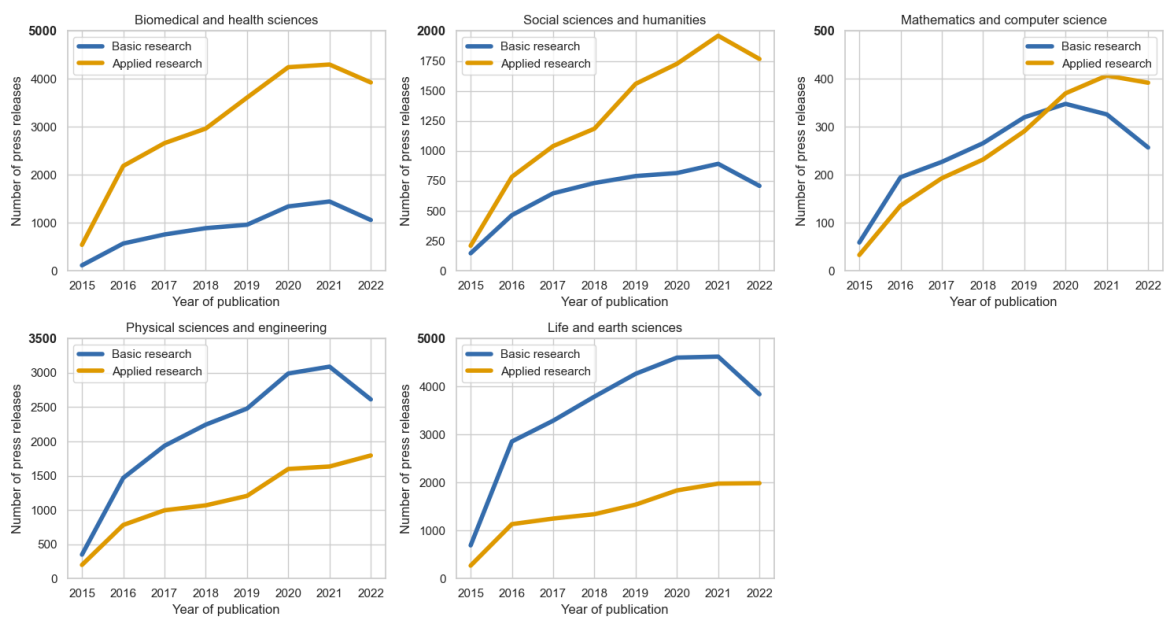 Biomedical and health sciences
5000
4000
3000
2000
1000
0
Number of press releases
Basic research
Applied research
2015 2016 2017 2018 2019 2020 2021 2022
Year of publication
Social sciences and humanities
2000
1750
1500
1250
1000
750
500
250
0
Number of press releases
Basic research
Applied research
2015 2016 2017 2018 2019 2020 2021 2022
Year of publication
Mathematics and computer science
500
400
300
200
100
0
Number of press releases
Basic research
Applied research
2015 2016 2017 2018 2019 2020 2021 2022
Year of publication
Physical sciences and engineering
3500
3000
2500
2000
1500
1000
500
0
Number of press releases
Basic research
Applied research
2015 2016 2017 2018 2019 2020 2021 2022
Year of publication
Life and earth sciences
5000
4000
3000
2000
1000
0
Number of press releases
Basic research
Applied research
2015 2016 2017 2018 2019 2020 2021 2022
Year of publication